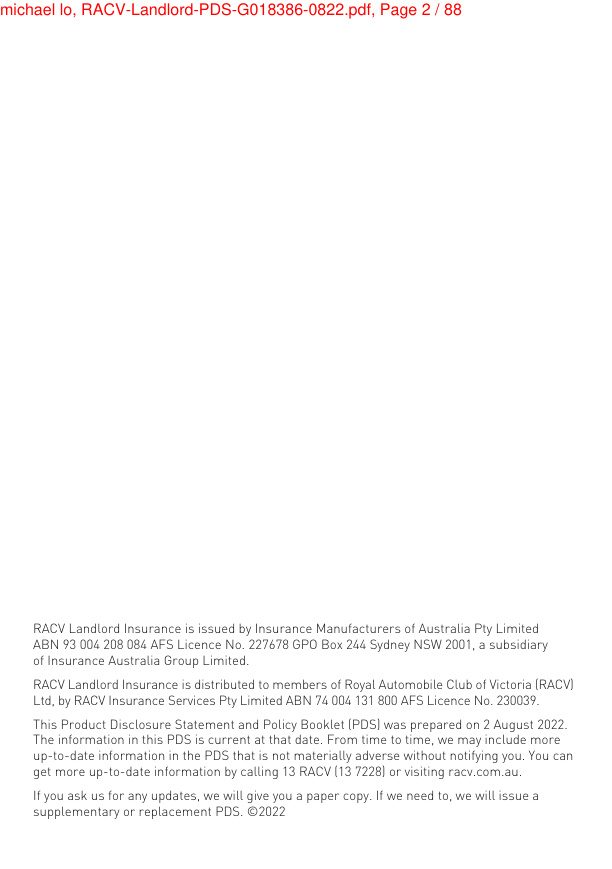 michael lo, RACV-Landlord-PDS-G018386-0822.pdf, Page 2 / 88
RACV Landlord Insurance is issued by Insurance Manufacturers of Australia Pty Limited
ABN 93 004 208 084 AFS Licence No. 227678 GPO Box 244 Sydney NSW 2001, a subsidiary
of Insurance Australia Group Limited.
RACV Landlord Insurance is distributed to members of Royal Automobile Club of Victoria (RACV)
Ltd, by RACV Insurance Services Pty Limited ABN 74 004 131 800 AFS Licence No. 230039.
This Product Disclosure Statement and Policy Booklet (PDS) was prepared on 2 August 2022.
The information in this PDS is current at that date. From time to time, we may include more
up-to-date information in the PDS that is not materially adverse without notifying you. You can
get more up-to-date information by calling 13 RACV (13 7228) or visiting racv.com.au.
If you ask us for any updates, we will give you a paper copy. If we need to, we will issue a
supplementary or replacement PDS. ©2022